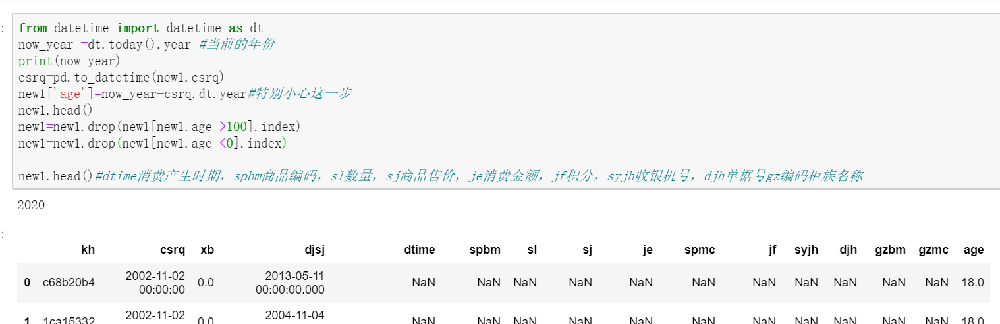 :
from datetime import datetime as dt
now_year =dt.today().year #当前的年份
print(now_year)
csrq=pd.to_datetime(new1.csrq)
new1['age']=now_year-csrq.dt.year#特别小心这一步
new1.head()
new1=new1.drop(new1[new1.age >100].index)
new1=new1.drop(new1[new1.age <0].index)
new1.head()#dtime消费产生时期，spbm商品编码，sl数量，sj商品售价，je消费金额，jf积分，syjh收银机号，djh单据号gz编码柜族名称
2020
:
kh csrq xb djsj dtime spbm sl sj je spmc jf syjh djh gzbm gzmc age
0 c68b20b4 2002-11-02 00:00:00 0.0 2013-05-11 00:00:00.000 NaN NaN NaN NaN NaN NaN NaN NaN NaN NaN NaN 18.0
1 1ca15332 2002-11-02 0.0 2004-11-04 NaN NaN NaN NaN NaN NaN NaN NaN NaN NaN NaN 18.0